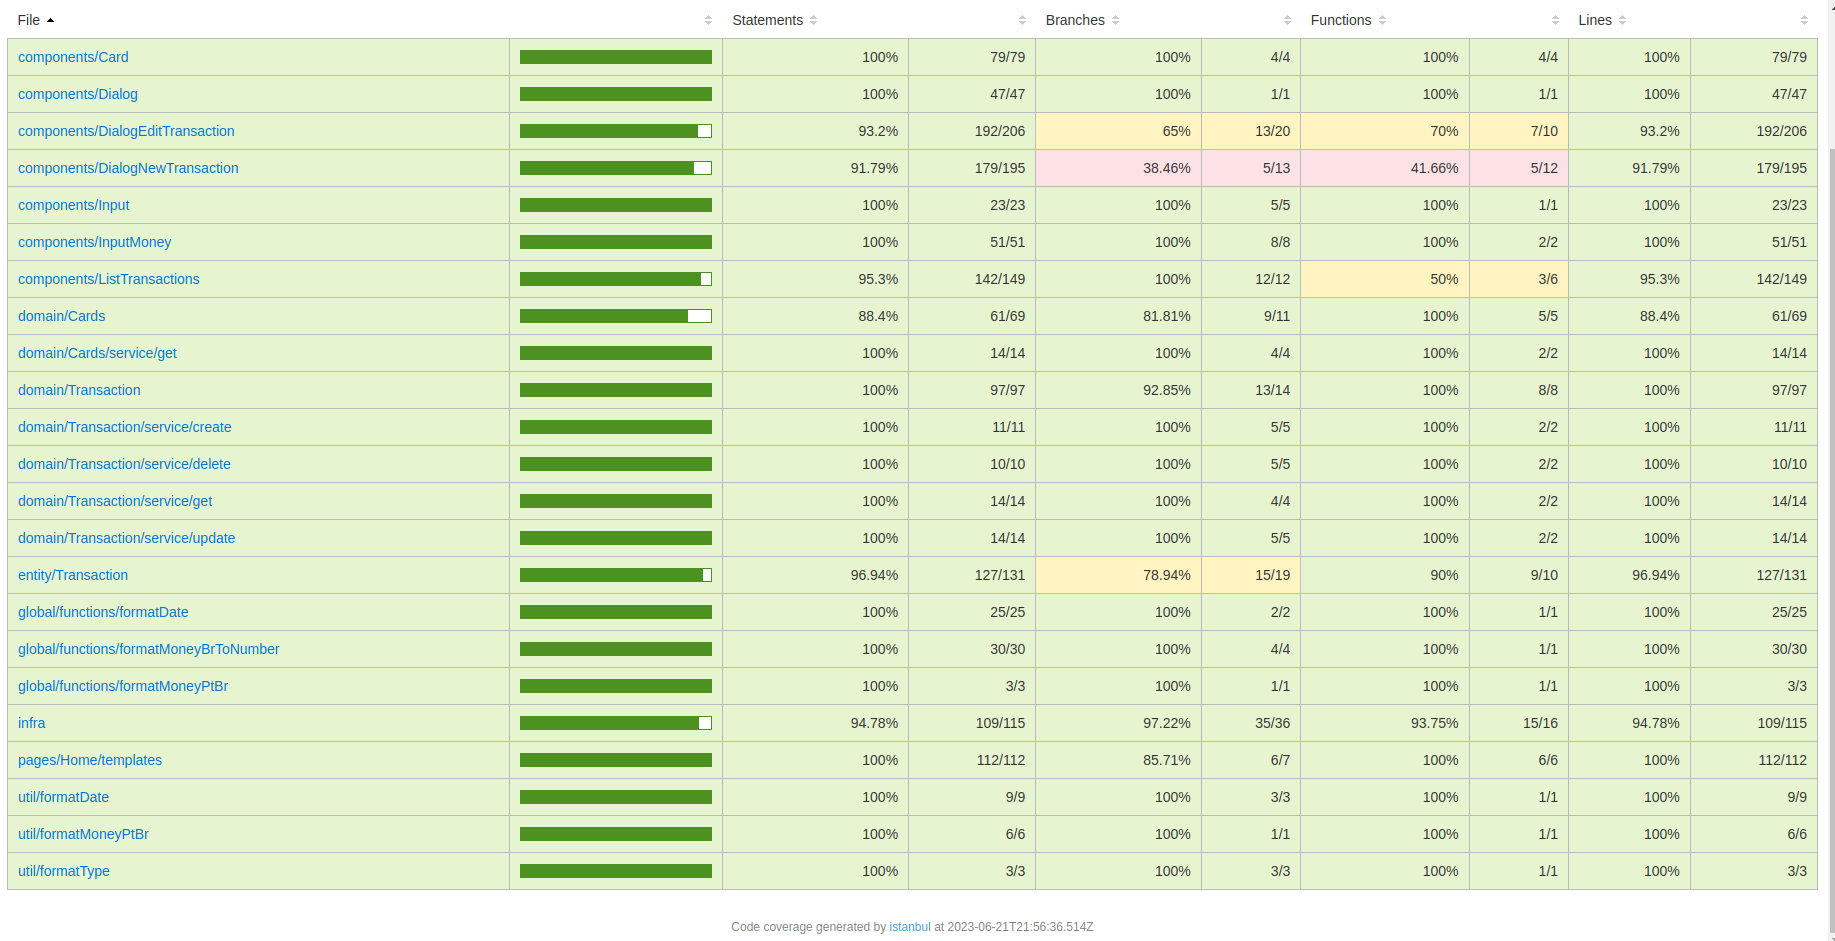 File Statements Branches Functions Lines
components/Card 100% 79/79 100% 4/4 100% 4/4 100% 79/79
components/Dialog 100% 47/47 100% 1/1 100% 1/1 100% 47/47
components/DialogEditTransaction 93.2% 192/206 65% 13/20 70% 7/10 93.2% 192/206
components/DialogNewTransaction 91.79% 179/195 38.46% 5/13 41.66% 5/12 91.79% 179/195
components/Input 100% 23/23 100% 5/5 100% 1/1 100% 23/23
components/InputMoney 100% 51/51 100% 8/8 100% 2/2 100% 51/51
components/ListTransactions 95.3% 142/149 100% 12/12 50% 3/6 95.3% 142/149
domain/Cards 88.4% 61/69 81.81% 9/11 100% 5/5 88.4% 61/69
domain/Cards/service/get 100% 14/14 100% 4/4 100% 2/2 100% 14/14
domain/Transaction 100% 97/97 92.85% 13/14 100% 8/8 100% 97/97
domain/Transaction/service/create 100% 11/11 100% 5/5 100% 2/2 100% 11/11
domain/Transaction/service/delete 100% 10/10 100% 5/5 100% 2/2 100% 10/10
domain/Transaction/service/get 100% 14/14 100% 4/4 100% 2/2 100% 14/14
domain/Transaction/service/update 100% 14/14 100% 5/5 100% 2/2 100% 14/14
entity/Transaction 96.94% 127/131 78.94% 15/19 90% 9/10 96.94% 127/131
global/functions/formatDate 100% 25/25 100% 2/2 100% 1/1 100% 25/25
global/functions/formatMoneyBrToNumber 100% 30/30 100% 4/4 100% 1/1 100% 30/30
global/functions/formatMoneyPtBr 100% 3/3 100% 1/1 100% 1/1 100% 3/3
infra 94.78% 109/115 97.22% 35/36 93.75% 15/16 94.78% 109/115
pages/Home/templates 100% 112/112 85.71% 6/7 100% 6/6 100% 112/112
util/formatDate 100% 9/9 100% 3/3 100% 1/1 100% 9/9
util/formatMoneyPtBr 100% 6/6 100% 1/1 100% 1/1 100% 6/6
util/formatType 100% 3/3 100% 3/3 100% 1/1 100% 3/3
Code coverage generated by istanbul at 2023-06-21T21:56:36.514Z